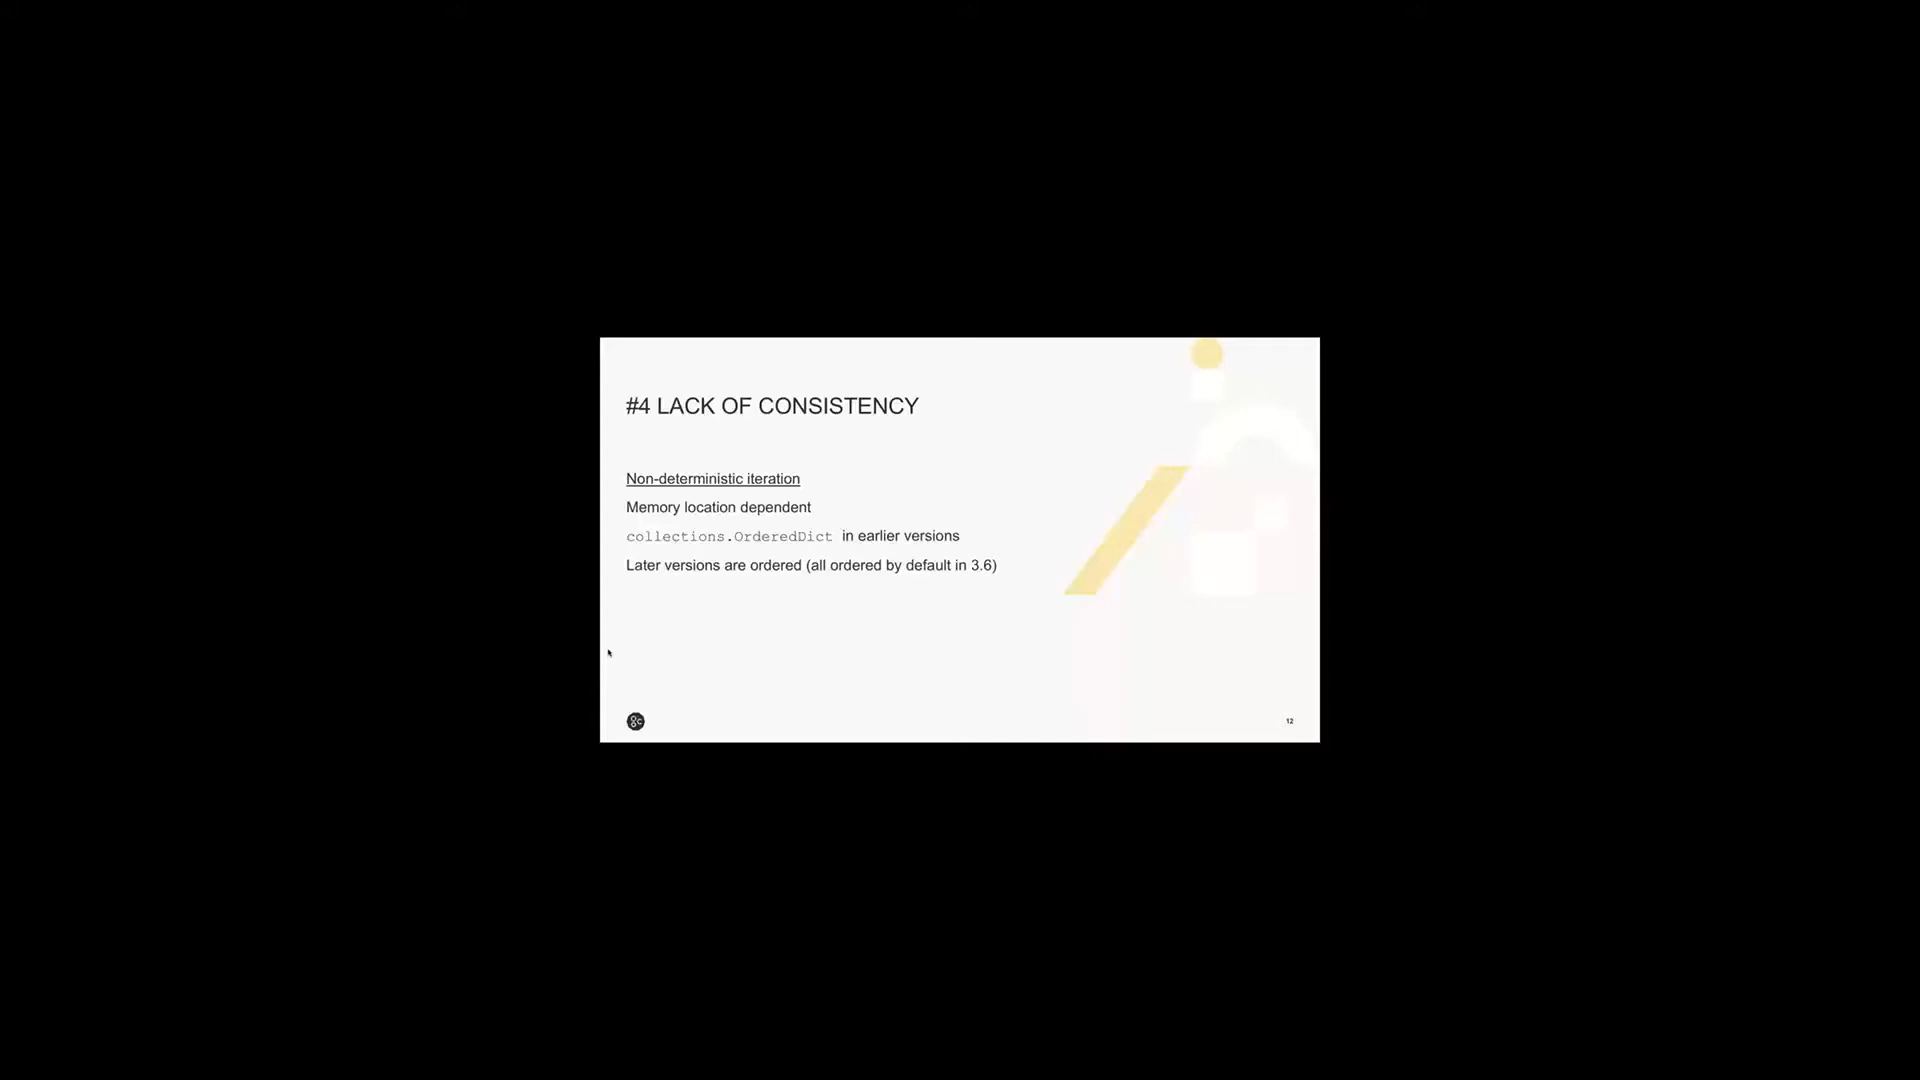 #4 LACK OF CONSISTENCY
Non-deterministic iteration
Memory location dependent
collections.OrderedDict in earlier versions
Later versions are ordered (all ordered by default in 3.6)
12